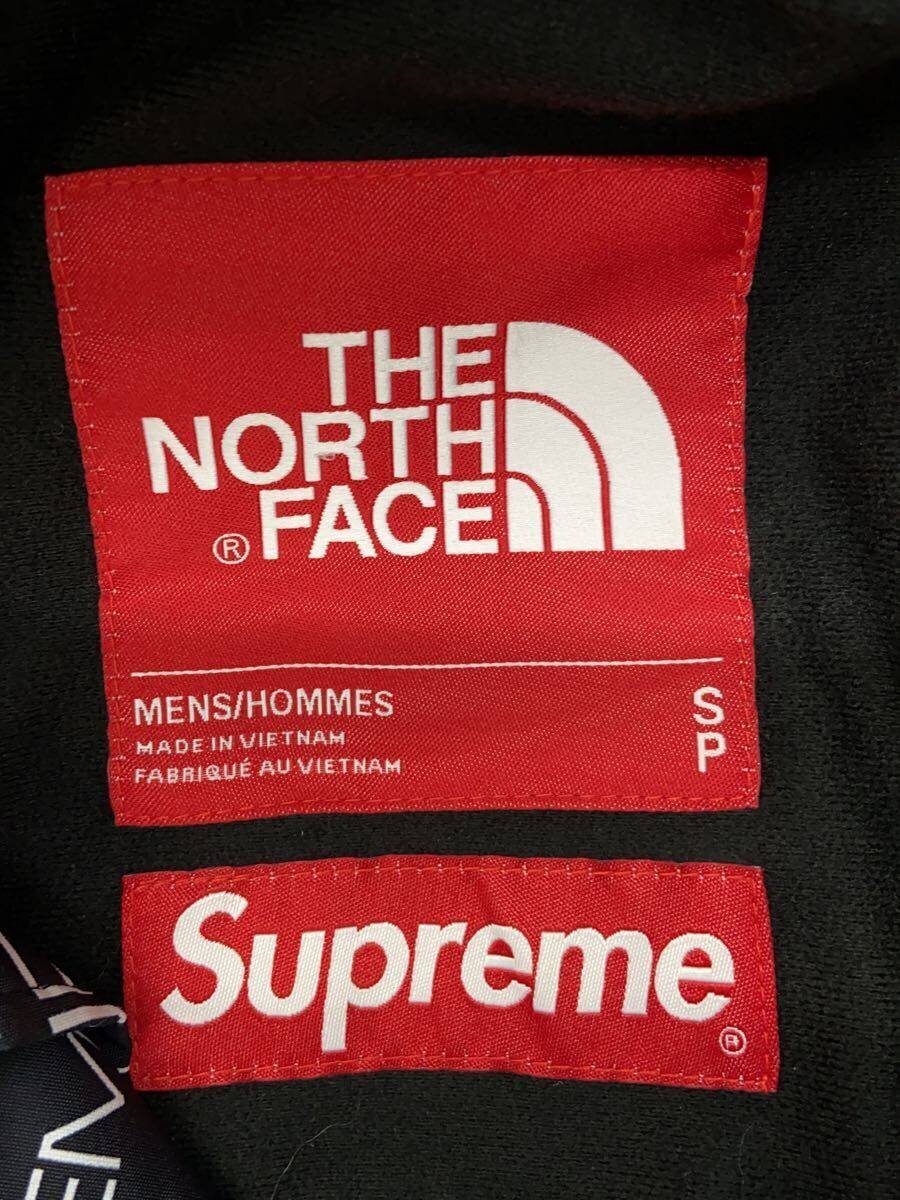 THE
NORTH
® FACE
MENS/HOMMES
S
MADE IN VIETNAM
P
FABRIQUÉ AU VIETNAM
Supreme
®